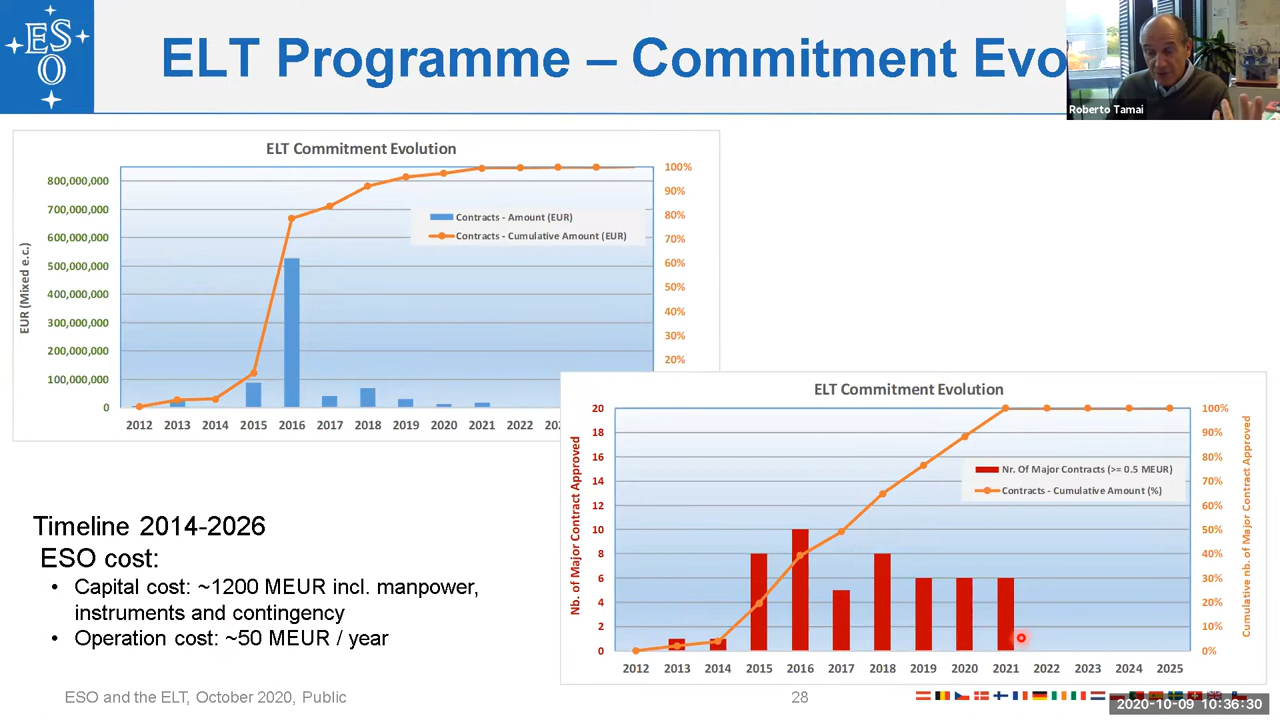 ESO
ELT Programme – Commitment Evo
Roberto Tamai
ELT Commitment Evolution
EUR (Mixed e.c.)
800,000,000
700,000,000
600,000,000
500,000,000
400,000,000
300,000,000
200,000,000
100,000,000
0
100%
90%
80%
70%
60%
50%
40%
30%
20%
Contracts - Amount (EUR)
Contracts - Cumulative Amount (EUR)
2012 2013 2014 2015 2016 2017 2018 2019 2020 2021 2022
ELT Commitment Evolution
Nb. of Major Contract Approved
20
18
16
14
12
10
8
6
4
2
0
100%
90%
80%
70%
60%
50%
40%
30%
20%
10%
0%
Cumulative nb. of Major Contract Approved
Nr. Of Major Contracts (>= 0.5 MEUR)
Contracts - Cumulative Amount (%)
2012 2013 2014 2015 2016 2017 2018 2019 2020 2021 2022 2023 2024 2025
Timeline 2014-2026
ESO cost:
• Capital cost: ~1200 MEUR incl. manpower,
instruments and contingency
• Operation cost: ~50 MEUR / year
ESO and the ELT, October 2020, Public
28
2020-10-09 10:36:30